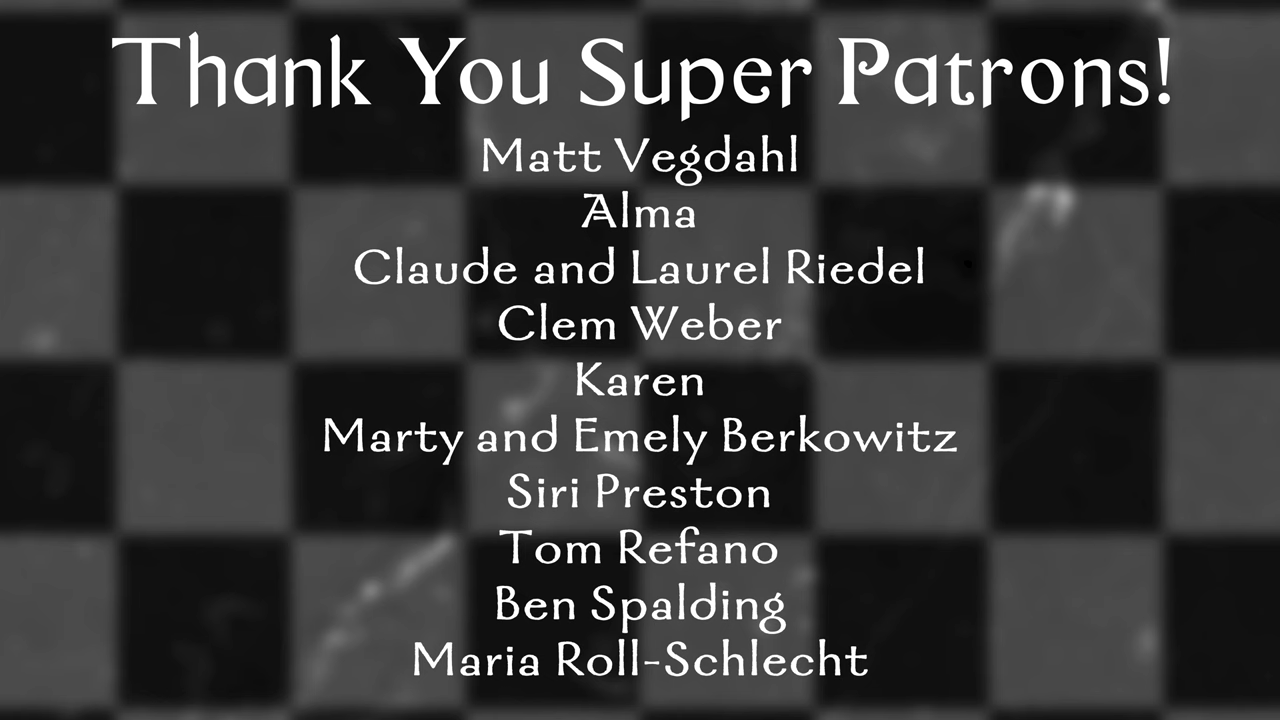 Thank You Super Patrons!
Matt Vegdahl
Alma
Claude and Laurel Riedel
Clem Weber
Karen
Marty and Emely Berkowitz
Siri Preston
Tom Refano
Ben Spalding
Maria Roll-Schlecht